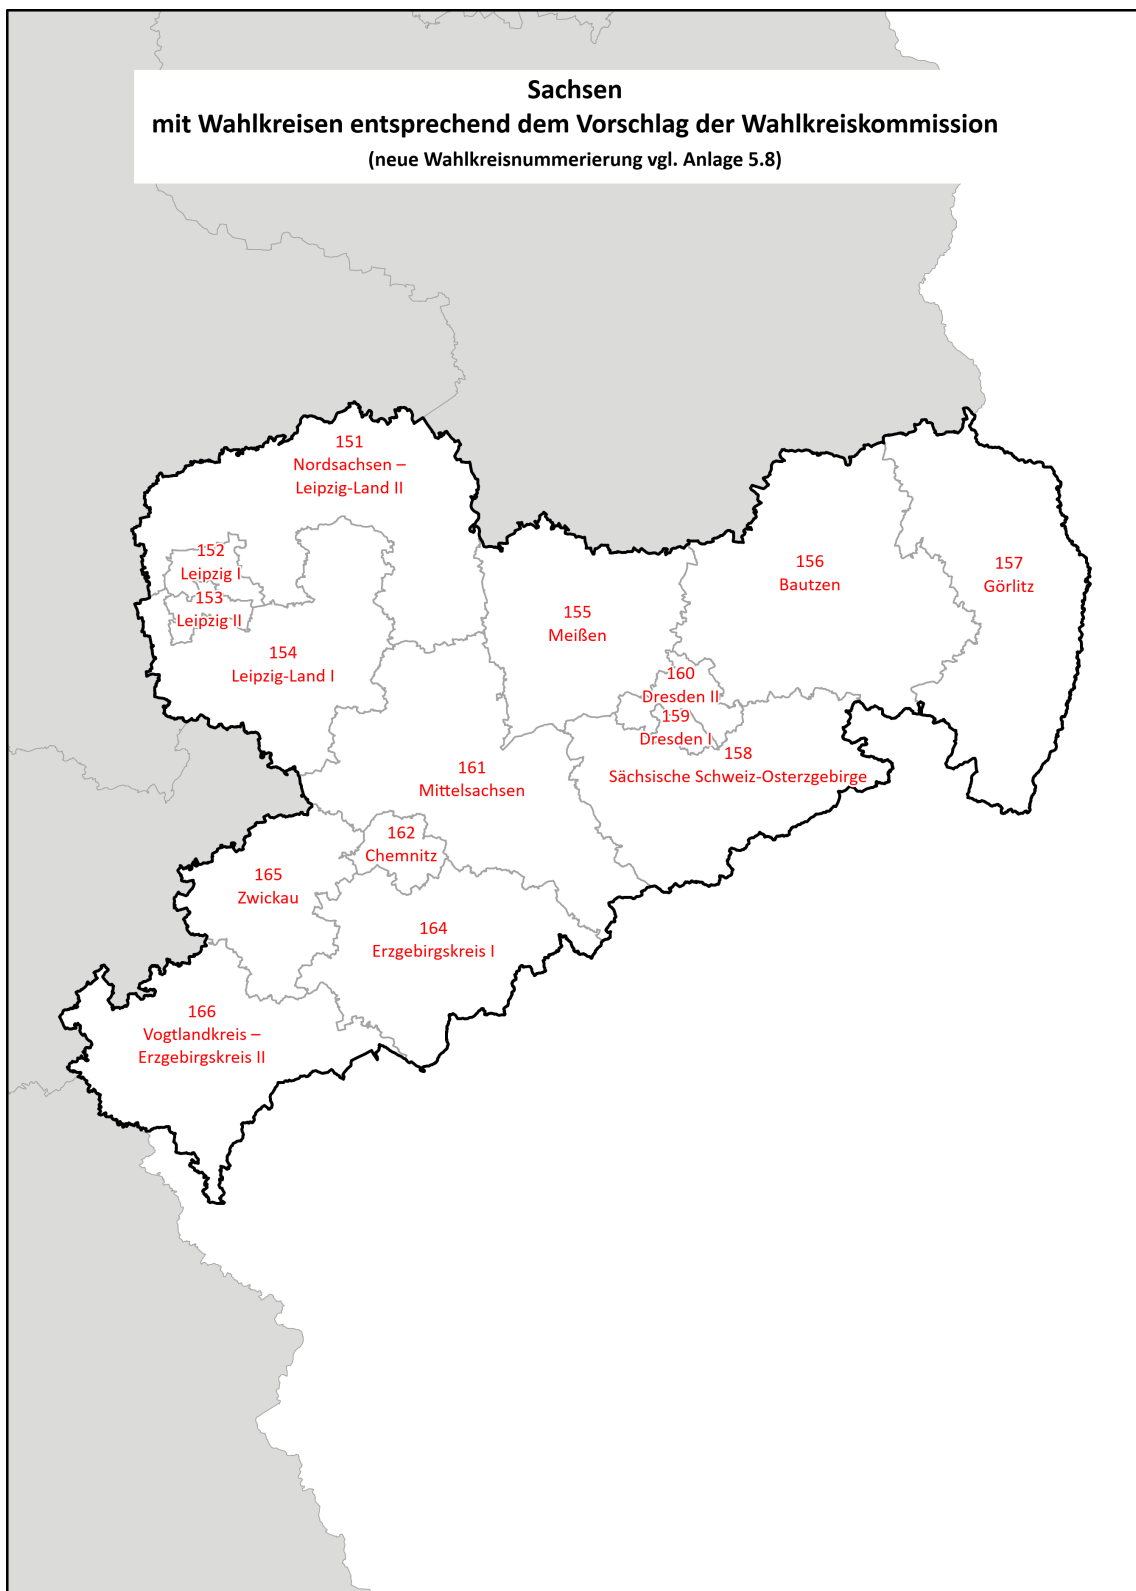 Sachsen
mit Wahlkreisen entsprechend dem Vorschlag der Wahlkreiskommission
(neue Wahlkreisnummerierung vgl. Anlage 5.8)
151
Nordsachsen –
Leipzig-Land II
152
Leipzig I
153
Leipzig II
154
Leipzig-Land I
155
Meißen
156
Bautzen
157
Görlitz
160
Dresden II
159
Dresden I
158
Sächsische Schweiz-Osterzgebirge
161
Mittelsachsen
162
Chemnitz
165
Zwickau
164
Erzgebirgskreis I
166
Vogtlandkreis –
Erzgebirgskreis II